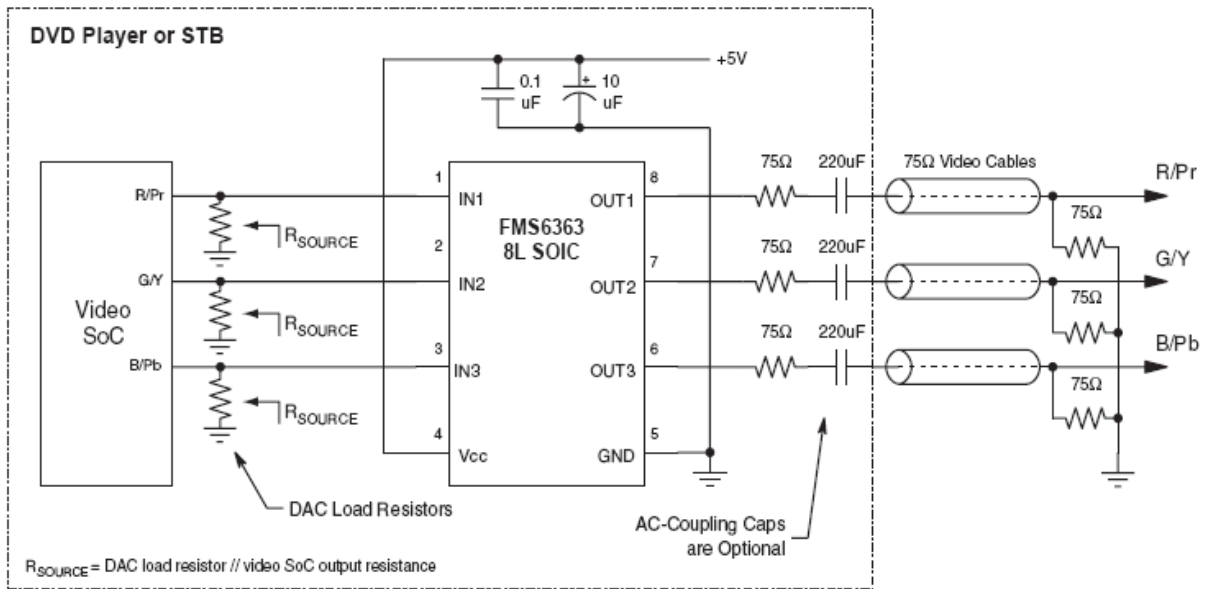 DVD Player or STB
+5V
0.1
uF
+ 10
uF
75Ω 220uF 75Ω Video Cables
R/Pr
R/Pr
1
IN1
8
OUT1
75Ω
RSOURCE
FMS6363
8L SOIC
2
7
75Ω 220uF
G/Y
G/Y
IN2
OUT2
75Ω
Video
SoC
RSOURCE
3
6
75Ω 220uF
B/Pb
B/Pb
IN3
OUT3
75Ω
RSOURCE
4
Vcc
5
GND
DAC Load Resistors
AC-Coupling Caps
are Optional
RSOURCE = DAC load resistor // video SoC output resistance